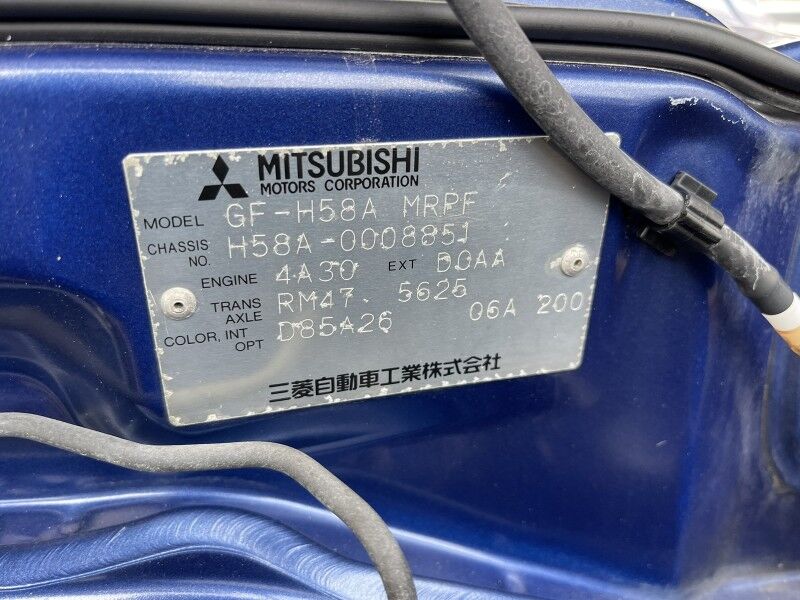 MITSUBISHI
MOTORS CORPORATION
MODEL GF-H58A MRPF
CHASSIS NO. H58A-0008851
ENGINE 4A30 EXT B0AA
TRANS AXLE RM47 5625
COLOR, INT OPT D85A26 06A 200
三菱自動車工業株式会社